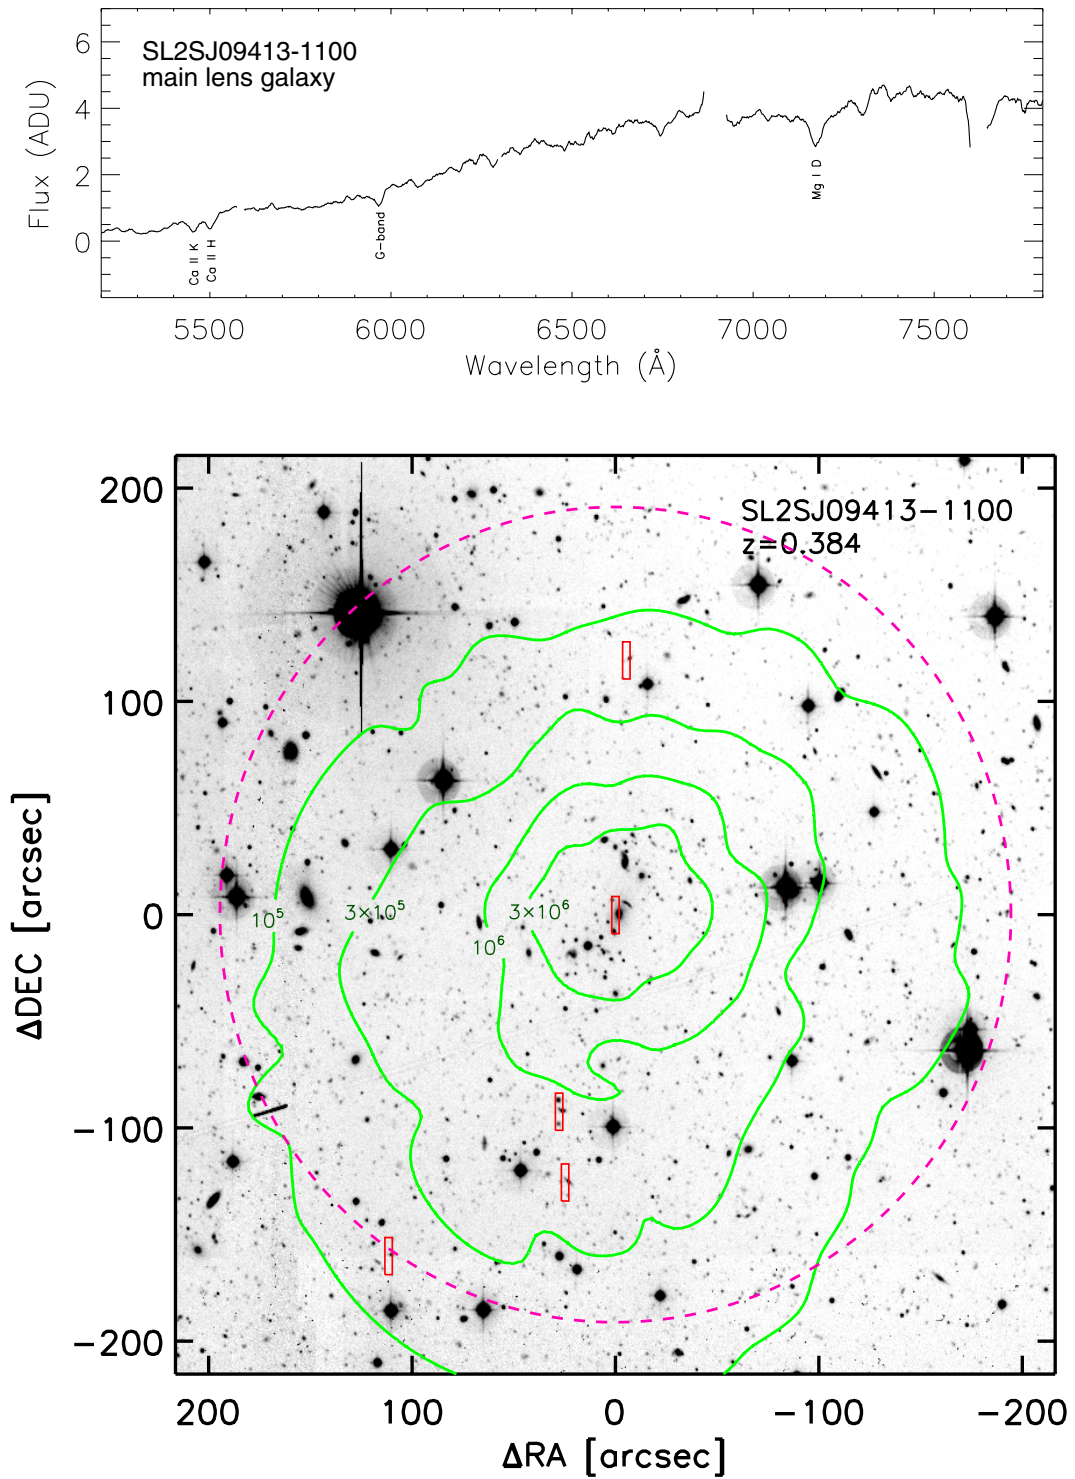 SL2SJ09413-1100
main lens galaxy
6
4
2
0
Flux (ADU)
Ca II K
Ca II H
G-band
Mg I D
5500 6000 6500 7000 7500
Wavelength (Å)
SL2SJ09413-1100
z=0.384
200
100
0
-100
-200
ΔDEC [arcsec]
10⁵
3×10⁵
10⁶
3×10⁶
200 100 0 -100 -200
ΔRA [arcsec]